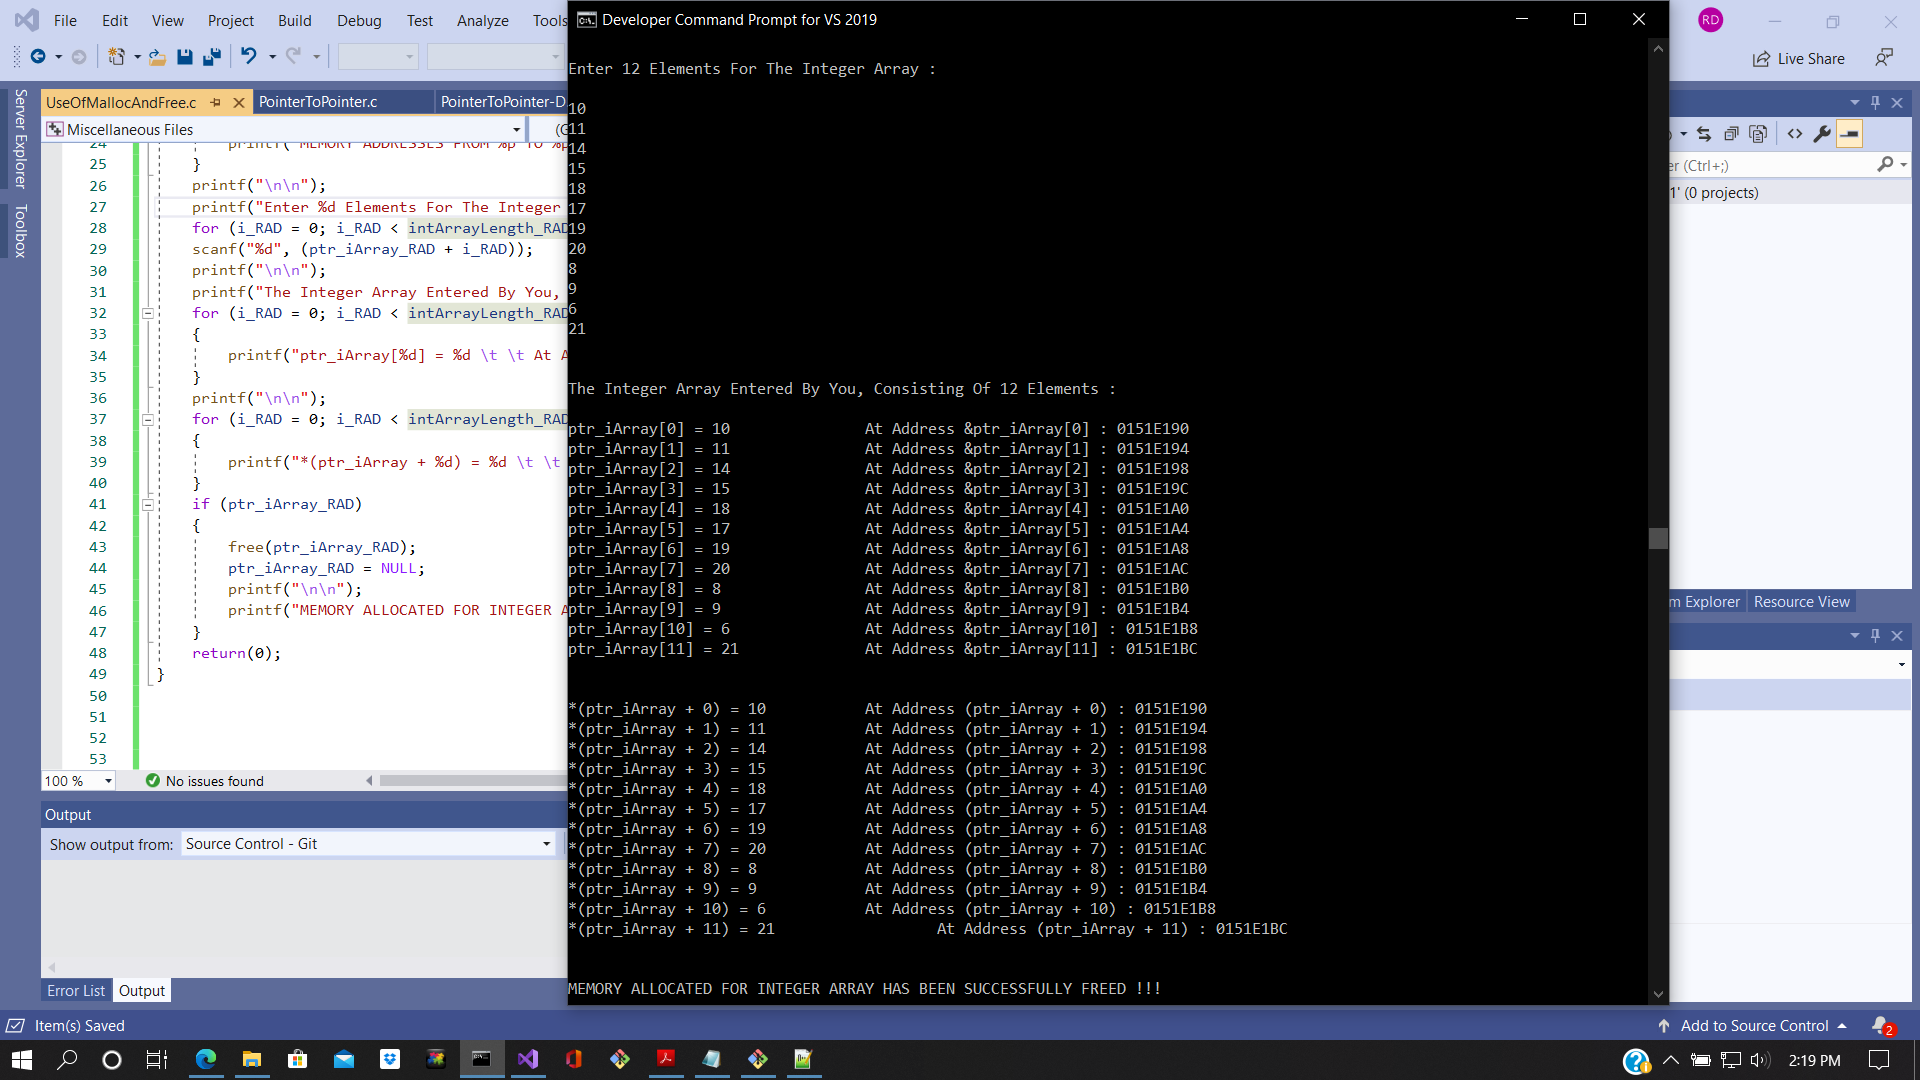 File Edit View Project Build Debug Test Analyze Tools
Developer Command Prompt for VS 2019
RD
Live Share
Server Explorer
Toolbox
UseOfMallocAndFree.c PointerToPointer.c PointerToPointer-D
Miscellaneous Files (G
24 printf("MEMORY ADDRESSES FROM %p TO %p
25 }
26 printf("\n\n");
27 printf("Enter %d Elements For The Integer
28 for (i_RAD = 0; i_RAD < intArrayLength_RAD
29 scanf("%d", (ptr_iArray_RAD + i_RAD));
30 printf("\n\n");
31 printf("The Integer Array Entered By You,
32 for (i_RAD = 0; i_RAD < intArrayLength_RAD
33 {
34 printf("ptr_iArray[%d] = %d \t \t At A
35 }
36 printf("\n\n");
37 for (i_RAD = 0; i_RAD < intArrayLength_RAD
38 {
39 printf("*(ptr_iArray + %d) = %d \t \t
40 }
41 if (ptr_iArray_RAD)
42 {
43 free(ptr_iArray_RAD);
44 ptr_iArray_RAD = NULL;
45 printf("\n\n");
46 printf("MEMORY ALLOCATED FOR INTEGER A
47 }
48 return(0);
49 }
50
51
52
53
100 % No issues found
Output
Show output from: Source Control - Git
Error List Output
Enter 12 Elements For The Integer Array :
10
11
14
15
18
17
19
20
8
9
6
21
The Integer Array Entered By You, Consisting Of 12 Elements :
ptr_iArray[0] = 10 At Address &ptr_iArray[0] : 0151E190
ptr_iArray[1] = 11 At Address &ptr_iArray[1] : 0151E194
ptr_iArray[2] = 14 At Address &ptr_iArray[2] : 0151E198
ptr_iArray[3] = 15 At Address &ptr_iArray[3] : 0151E19C
ptr_iArray[4] = 18 At Address &ptr_iArray[4] : 0151E1A0
ptr_iArray[5] = 17 At Address &ptr_iArray[5] : 0151E1A4
ptr_iArray[6] = 19 At Address &ptr_iArray[6] : 0151E1A8
ptr_iArray[7] = 20 At Address &ptr_iArray[7] : 0151E1AC
ptr_iArray[8] = 8 At Address &ptr_iArray[8] : 0151E1B0
ptr_iArray[9] = 9 At Address &ptr_iArray[9] : 0151E1B4
ptr_iArray[10] = 6 At Address &ptr_iArray[10] : 0151E1B8
ptr_iArray[11] = 21 At Address &ptr_iArray[11] : 0151E1BC
*(ptr_iArray + 0) = 10 At Address (ptr_iArray + 0) : 0151E190
*(ptr_iArray + 1) = 11 At Address (ptr_iArray + 1) : 0151E194
*(ptr_iArray + 2) = 14 At Address (ptr_iArray + 2) : 0151E198
*(ptr_iArray + 3) = 15 At Address (ptr_iArray + 3) : 0151E19C
*(ptr_iArray + 4) = 18 At Address (ptr_iArray + 4) : 0151E1A0
*(ptr_iArray + 5) = 17 At Address (ptr_iArray + 5) : 0151E1A4
*(ptr_iArray + 6) = 19 At Address (ptr_iArray + 6) : 0151E1A8
*(ptr_iArray + 7) = 20 At Address (ptr_iArray + 7) : 0151E1AC
*(ptr_iArray + 8) = 8 At Address (ptr_iArray + 8) : 0151E1B0
*(ptr_iArray + 9) = 9 At Address (ptr_iArray + 9) : 0151E1B4
*(ptr_iArray + 10) = 6 At Address (ptr_iArray + 10) : 0151E1B8
*(ptr_iArray + 11) = 21 At Address (ptr_iArray + 11) : 0151E1BC
MEMORY ALLOCATED FOR INTEGER ARRAY HAS BEEN SUCCESSFULLY FREED !!!
er (Ctrl+;)
1' (0 projects)
m Explorer Resource View
Item(s) Saved
Add to Source Control 2
2:19 PM